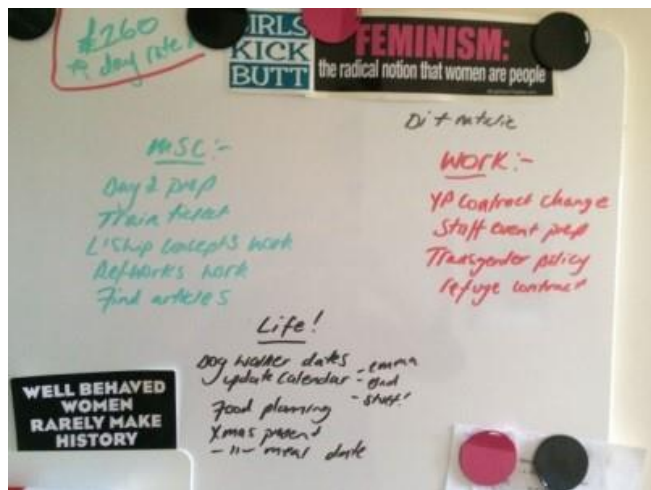 £260
day rate
GIRLS
KICK
BUTT
FEMINISM:
the radical notion that women are people
Di +
MSC:-
Day 2 prep
Train ticket
L'Ship concepts work
Networks work
Find articles
WORK:-
YP Contract change
Staff event prep
Transgender policy
refuge contract
Life!
Dog walker dates - emma
update Calendar -
- stuff!
Food planning
Xmas present
- 11 - meal date
WELL BEHAVED
WOMEN
RARELY MAKE
HISTORY